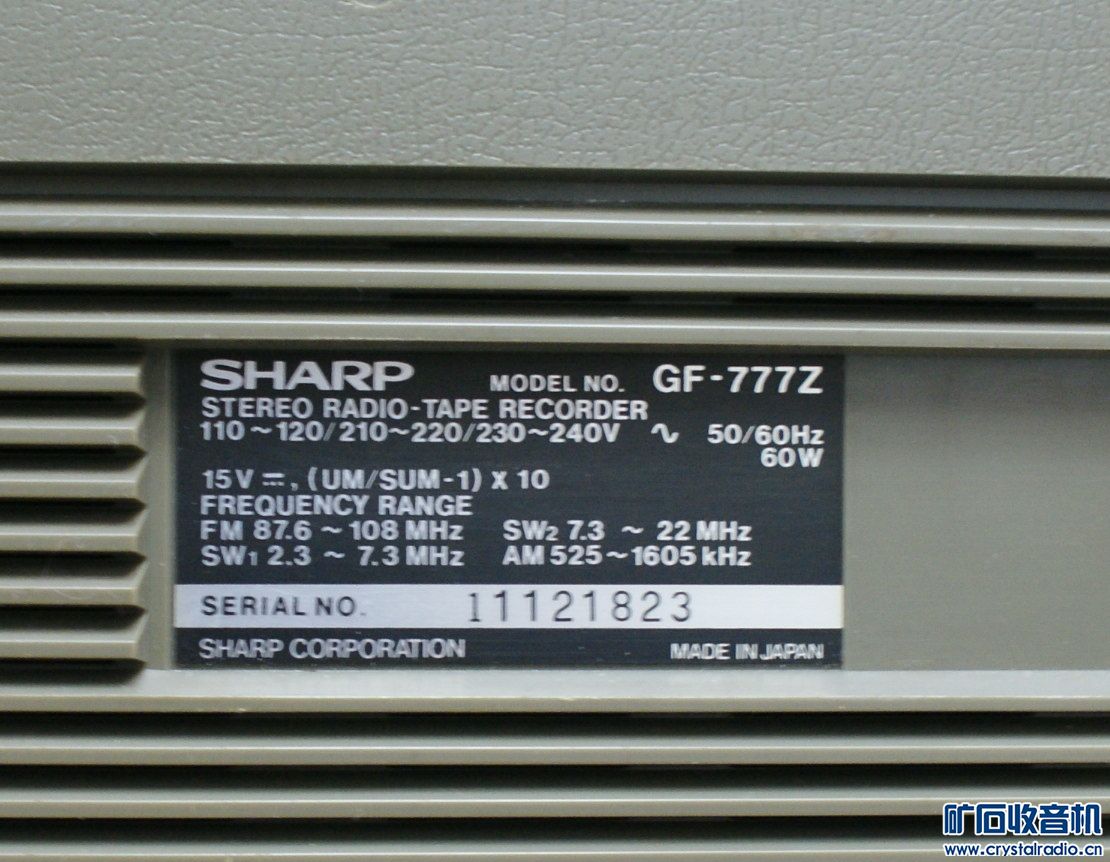 SHARP MODEL NO. GF-777Z
STEREO RADIO-TAPE RECORDER
110~120/210~220/230~240V ∿ 50/60Hz
60W
15V ⎓, (UM/SUM-1) X 10
FREQUENCY RANGE
FM 87.6 ~ 108 MHz SW2 7.3 ~ 22 MHz
SW1 2.3 ~ 7.3 MHz AM 525~1605 kHz
SERIAL NO. 11121823
SHARP CORPORATION MADE IN JAPAN
矿石收音机
www.crystalradio.cn